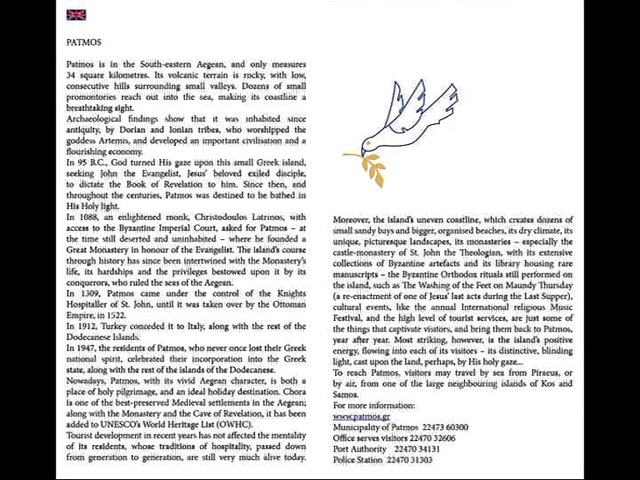 PATMOS
Patmos is in the South-eastern Aegean, and only measures
34 square kilometres. Its volcanic terrain is rocky, with low,
consecutive hills surrounding small valleys. Dozens of small
promontories reach out into the sea, making its coastline a
breathtaking sight.
Archaeological findings show that it was inhabited since
antiquity, by Dorian and Ionian tribes, who worshipped the
goddess Artemis, and developed an important civilisation and a
flourishing economy.
In 95 B.C., God turned His gaze upon this small Greek island,
seeking John the Evangelist, Jesus' beloved exiled disciple,
to dictate the Book of Revelation to him. Since then, and
throughout the centuries, Patmos was destined to be bathed in
His Holy light.
In 1088, an enlightened monk, Christodoulos Latrinos, with
access to the Byzantine Imperial Court, asked for Patmos – at
the time still deserted and uninhabited – where he founded a
Great Monastery in honour of the Evangelist. The island's course
through history has since been intertwined with the Monastery's
life, its hardships and the privileges bestowed upon it by its
conquerors, who ruled the seas of the Aegean.
In 1309, Patmos came under the control of the Knights
Hospitaller of St. John, until it was taken over by the Ottoman
Empire, in 1522.
In 1912, Turkey conceded it to Italy, along with the rest of the
Dodecanese Islands.
In 1947, the residents of Patmos, who never once lost their Greek
national spirit, celebrated their incorporation into the Greek
state, along with the rest of the islands of the Dodecanese.
Nowadays, Patmos, with its vivid Aegean character, is both a
place of holy pilgrimage, and an ideal holiday destination. Chora
is one of the best-preserved Medieval settlements in the Aegean;
along with the Monastery and the Cave of Revelation, it has been
added to UNESCO's World Heritage List (OWHC).
Tourist development in recent years has not affected the mentality
of its residents, whose traditions of hospitality, passed down
from generation to generation, are still very much alive today.
Moreover, the island's uneven coastline, which creates dozens of
small sandy buys and bigger, organised beaches, its dry climate, its
unique, picturesque landscapes, its monasteries – especially the
castle-monastery of St. John the Theologian, with its extensive
collections of Byzantine artefacts and its library housing rare
manuscripts – the Byzantine Orthodox rituals still performed on
the island, such as The Washing of the Feet on Maundy Thursday
(a re-enactment of one of Jesus' last acts during the Last Supper),
cultural events, like the annual International religious Music
Festival, and the high level of tourist services, are just some of
the things that captivate visitors, and bring them back to Patmos,
year after year. Most striking, however, is the island's positive
energy, flowing into each of its visitors – its distinctive, blinding
light, cast upon the land, perhaps, by His holy gaze...
To reach Patmos, visitors may travel by sea from Piraeus, or
by air, from one of the large neighbouring islands of Kos and
Samos.
For more information:
www.patmos.gr
Municipality of Patmos 22473 60300
Office serves visitors 22470 32606
Port Authority 22470 34131
Police Station 22470 31303